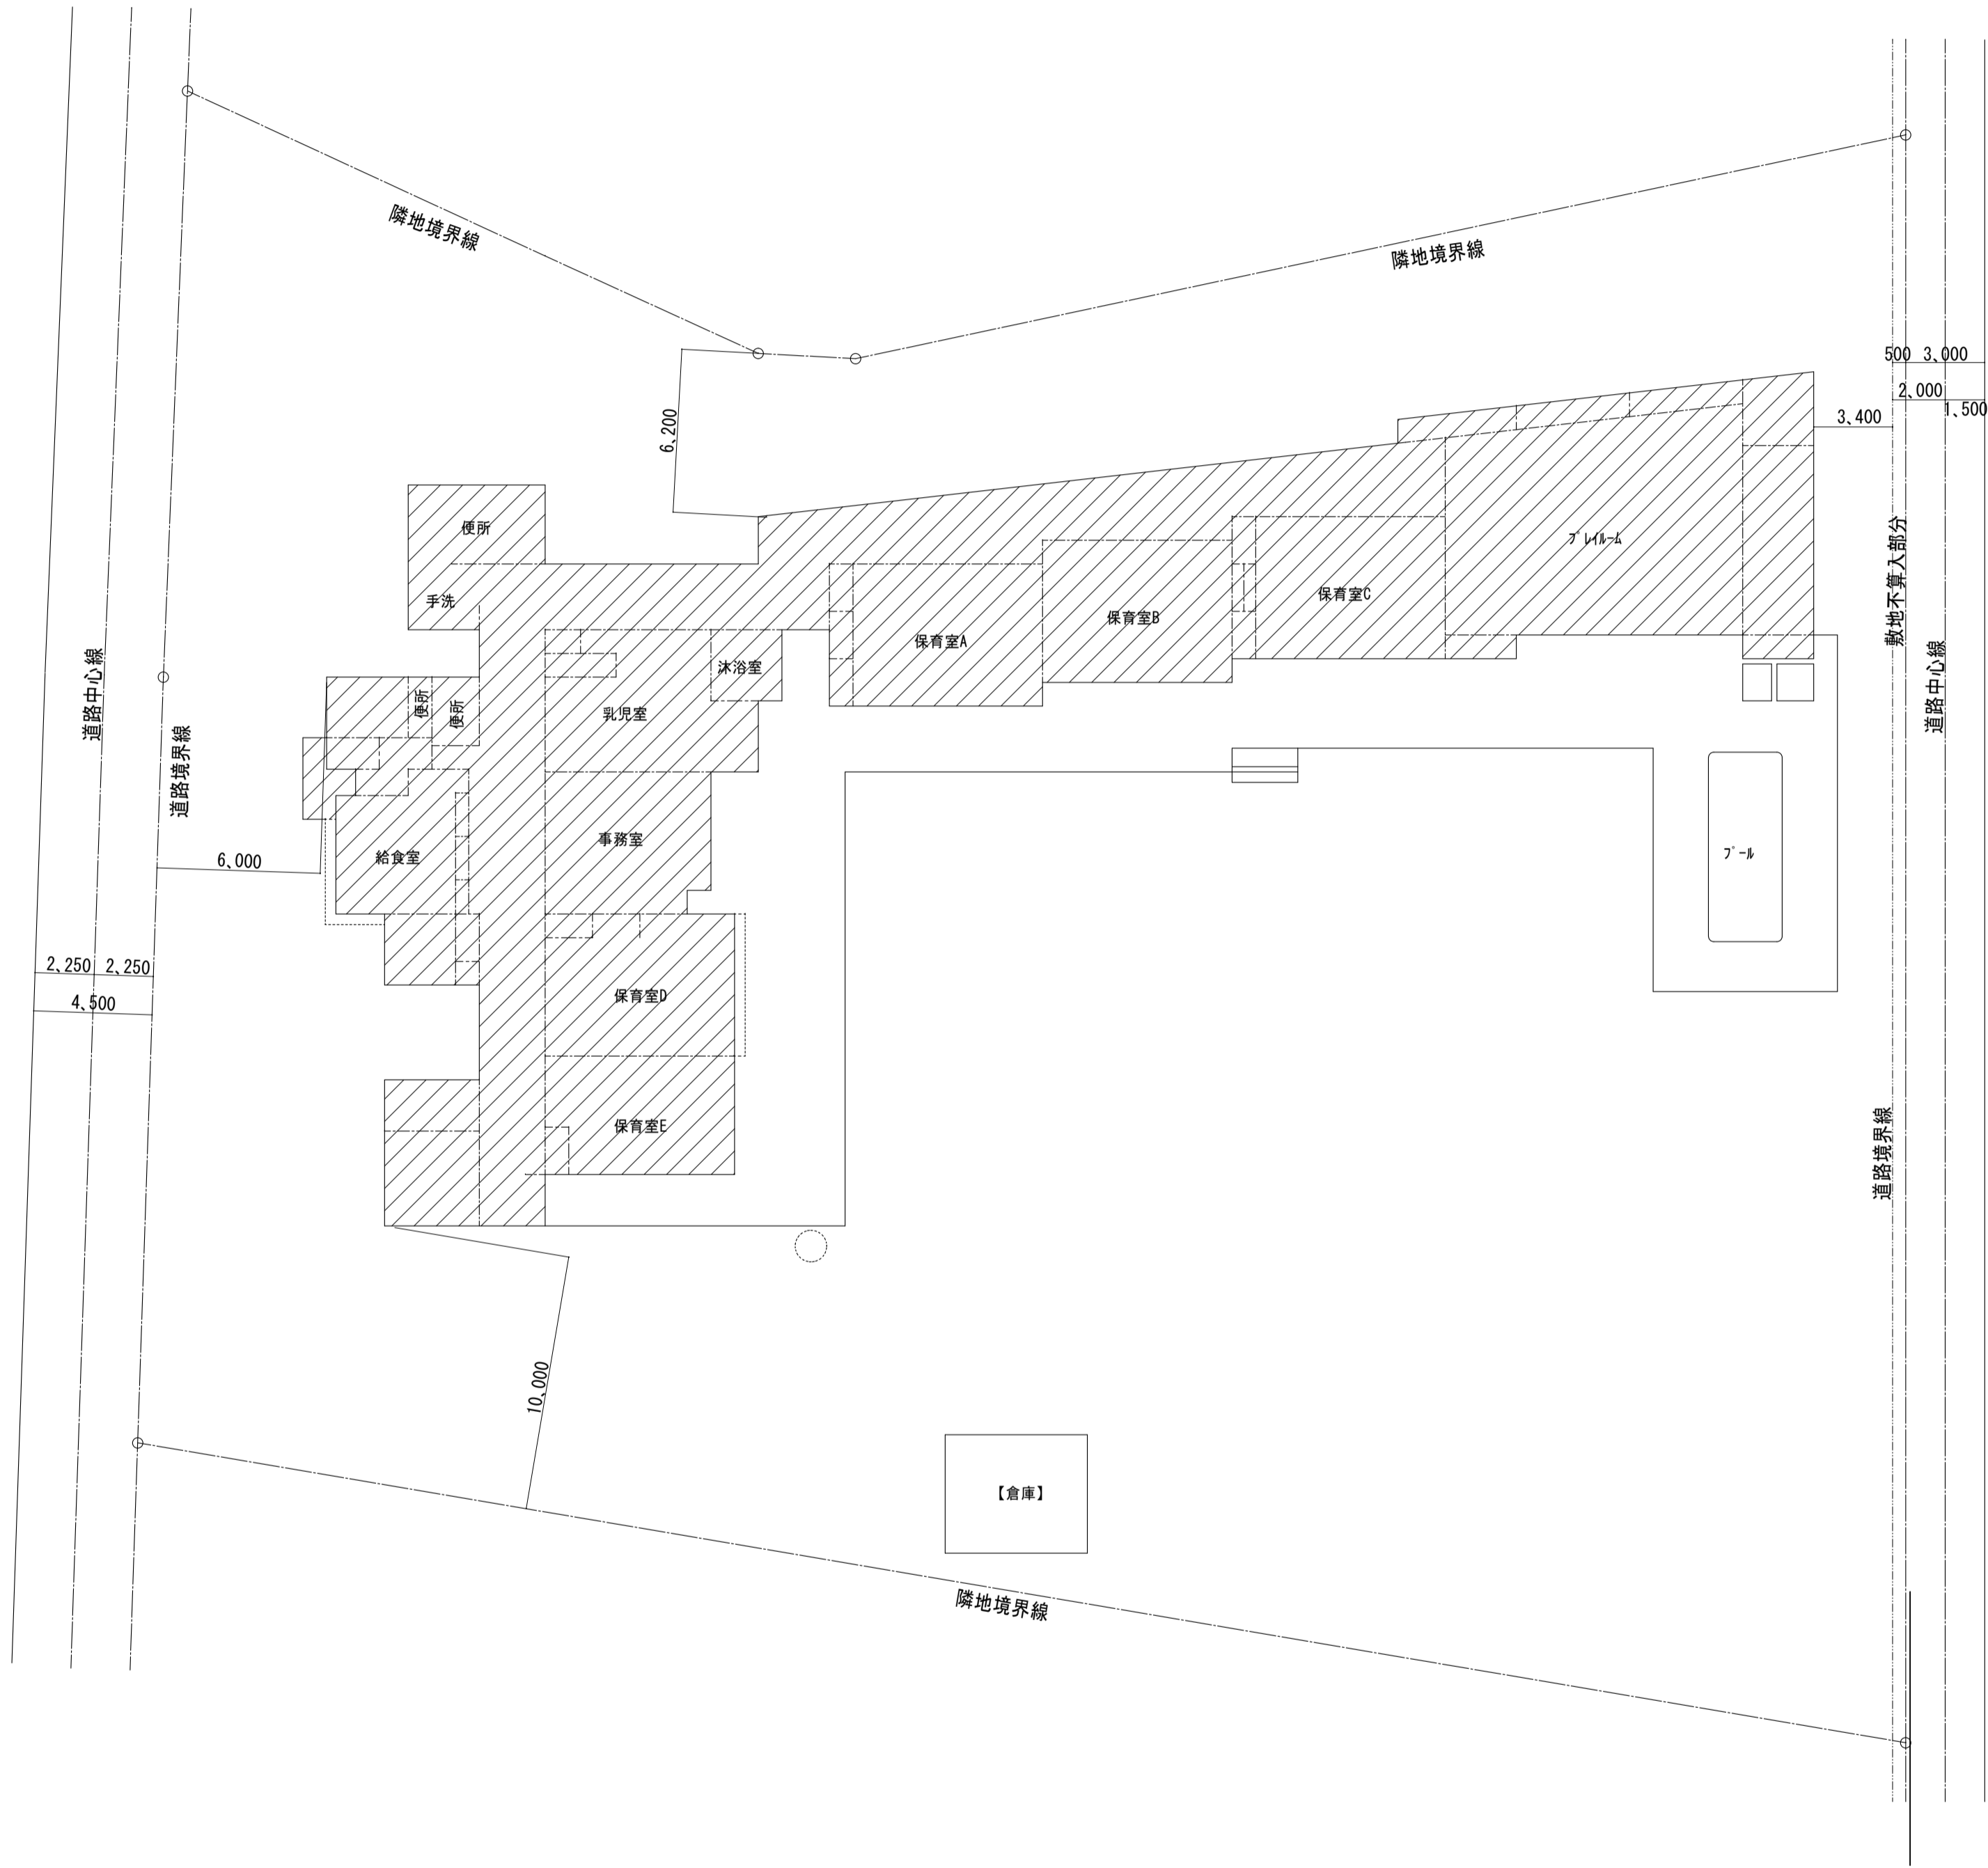 隣地境界線
隣地境界線
500
3,000
2,000
1,500
3,400
6,200
便所
手洗
プレイルーム
保育室C
保育室B
保育室A
沐浴室
乳児室
便所
便所
敷地不算入部分
道路中心線
道路中心線
道路境界線
事務室
給食室
プール
6,000
2,250
2,250
4,500
保育室D
保育室E
道路境界線
10,000
【倉庫】
隣地境界線